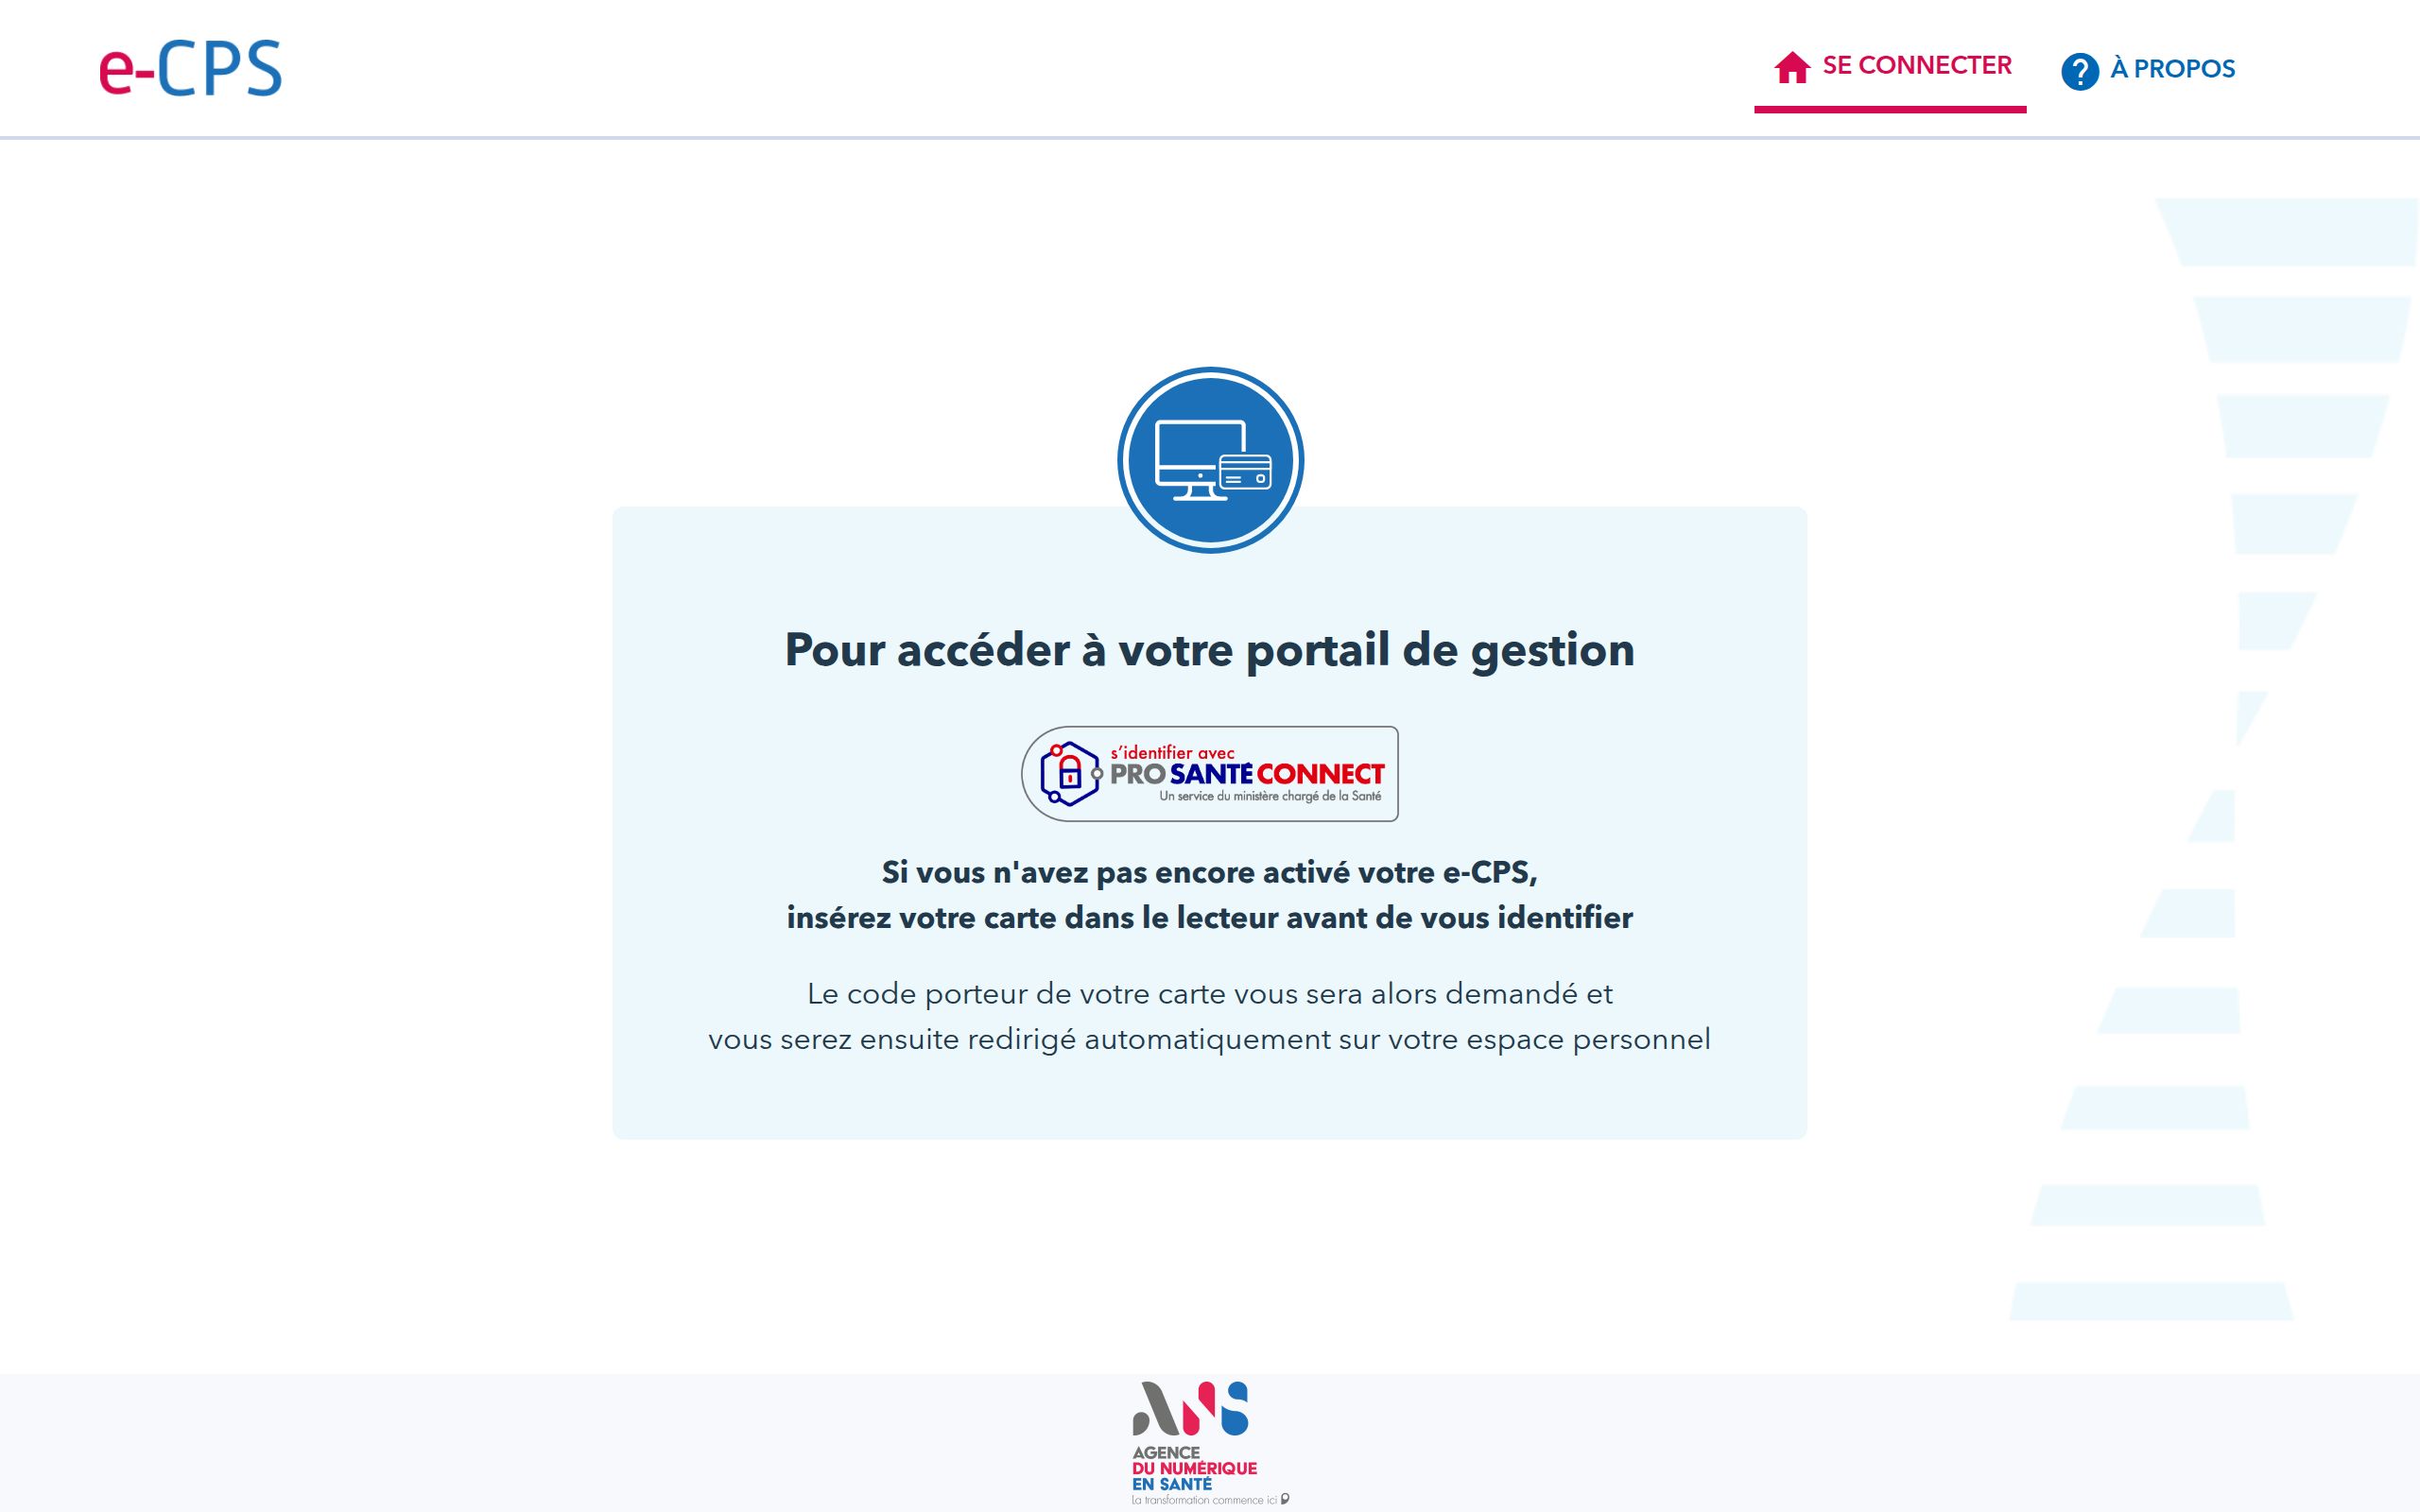 e-CPS
SE CONNECTER
À PROPOS
Pour accéder à votre portail de gestion
s'identifier avec
PRO SANTÉ CONNECT
Un service du ministère chargé de la Santé
Si vous n'avez pas encore activé votre e-CPS,
insérez votre carte dans le lecteur avant de vous identifier
Le code porteur de votre carte vous sera alors demandé et
vous serez ensuite redirigé automatiquement sur votre espace personnel
ANS
AGENCE
DU NUMÉRIQUE
EN SANTÉ
La transformation commence ici